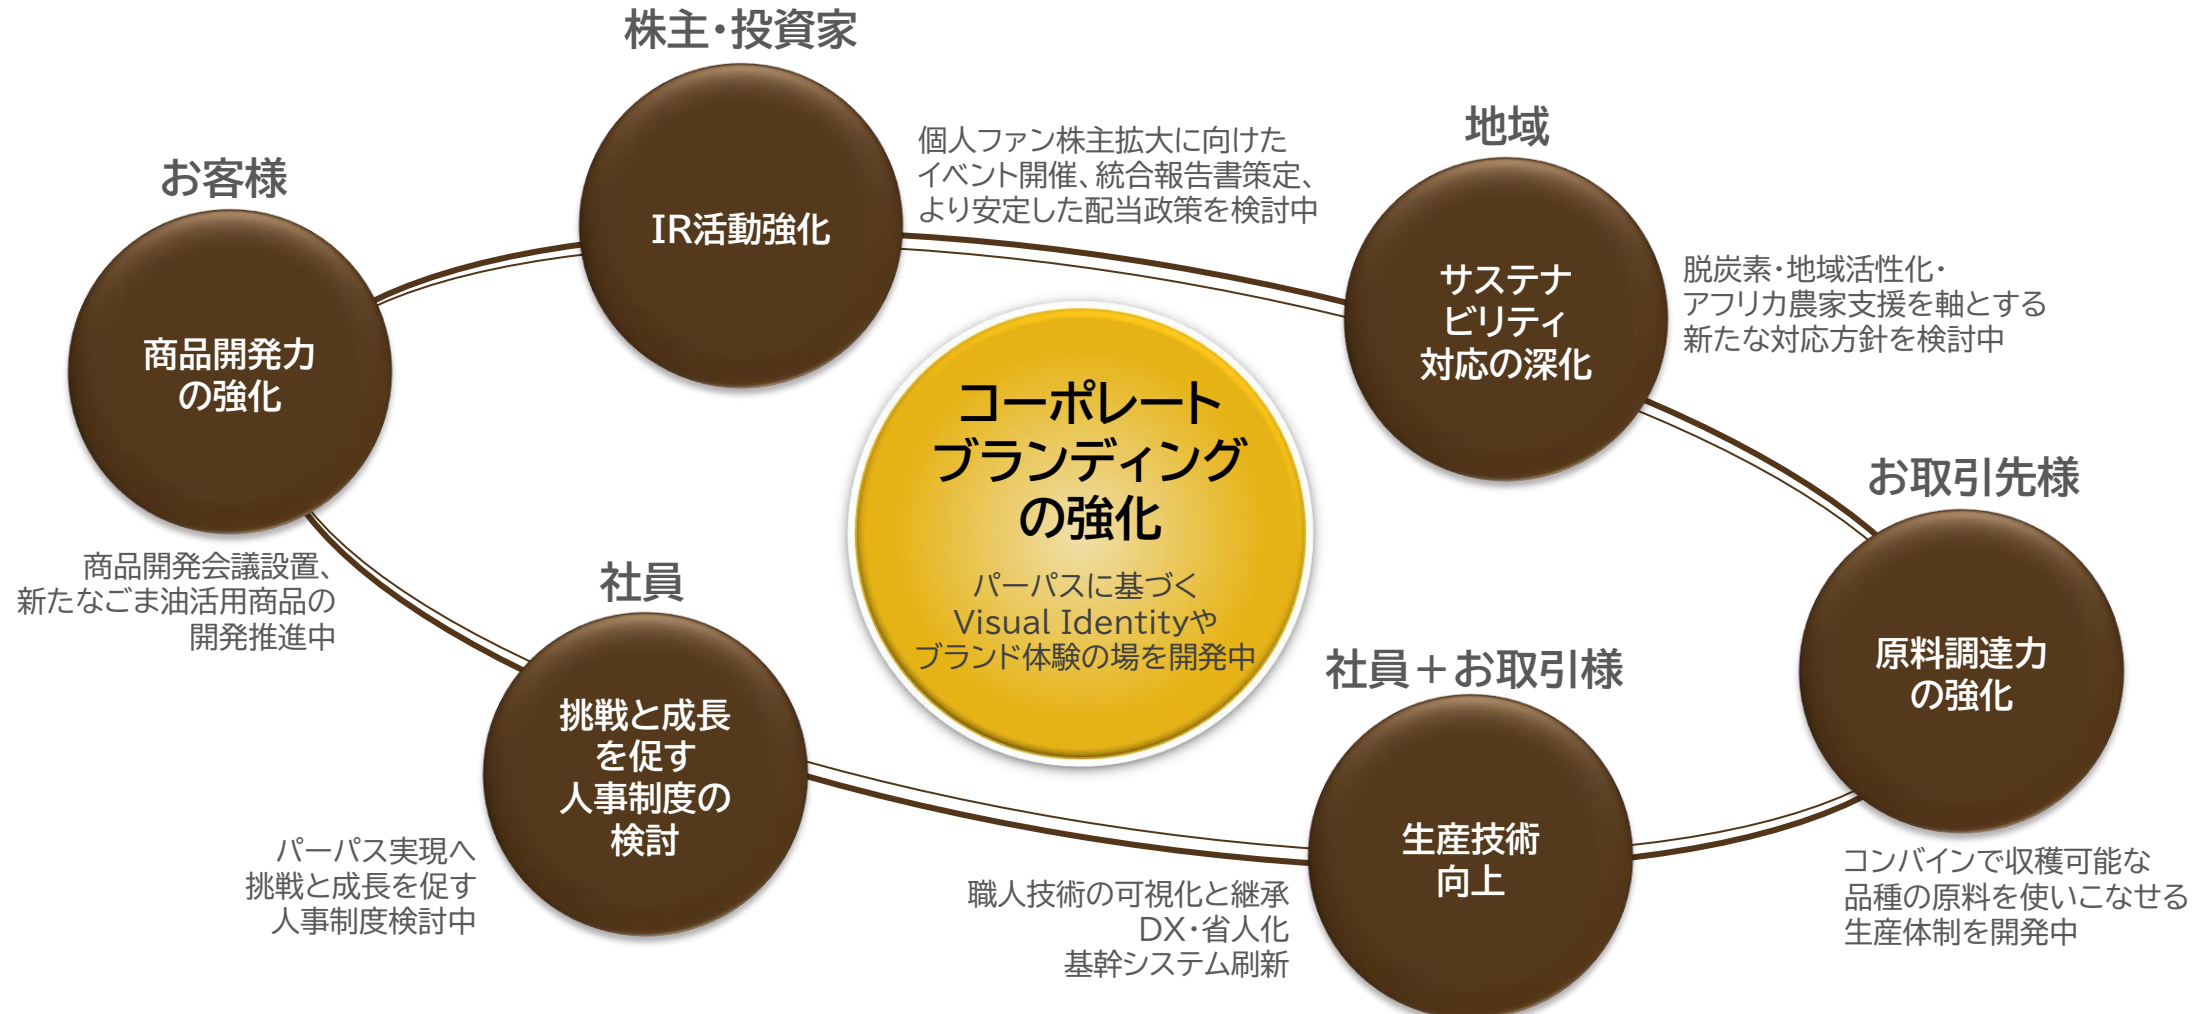 株主・投資家
IR活動強化
個人ファン株主拡大に向けた
イベント開催、統合報告書策定、
より安定した配当政策を検討中
地域
サステナ
ビリティ
対応の深化
脱炭素・地域活性化・
アフリカ農家支援を軸とする
新たな対応方針を検討中
お客様
商品開発力
の強化
商品開発会議設置、
新たなごま油活用商品の
開発推進中
コーポレート
ブランディング
の強化
パーパスに基づく
Visual Identityや
ブランド体験の場を開発中
お取引先様
原料調達力
の強化
コンバインで収穫可能な
品種の原料を使いこなせる
生産体制を開発中
社員
挑戦と成長
を促す
人事制度の
検討
パーパス実現へ
挑戦と成長を促す
人事制度検討中
社員＋お取引様
生産技術
向上
職人技術の可視化と継承
DX・省人化
基幹システム刷新